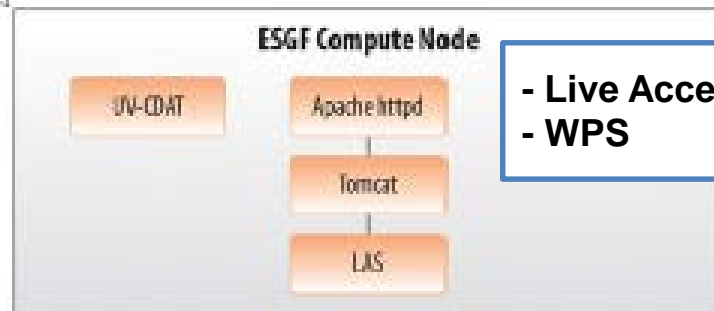 ESGF Compute Node
UV-CDAT
Apache httpd
- Live Acce
- WPS
Tomcat
LAS